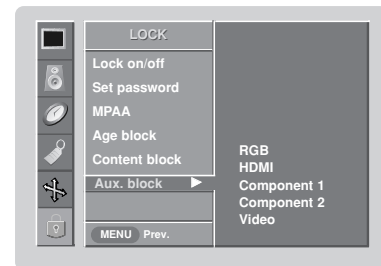 LOCK
Lock on/off
Set password
MPAA
Age block
Content block
Aux. block
MENU Prev.
RGB
HDMI
Component 1
Component 2
Video